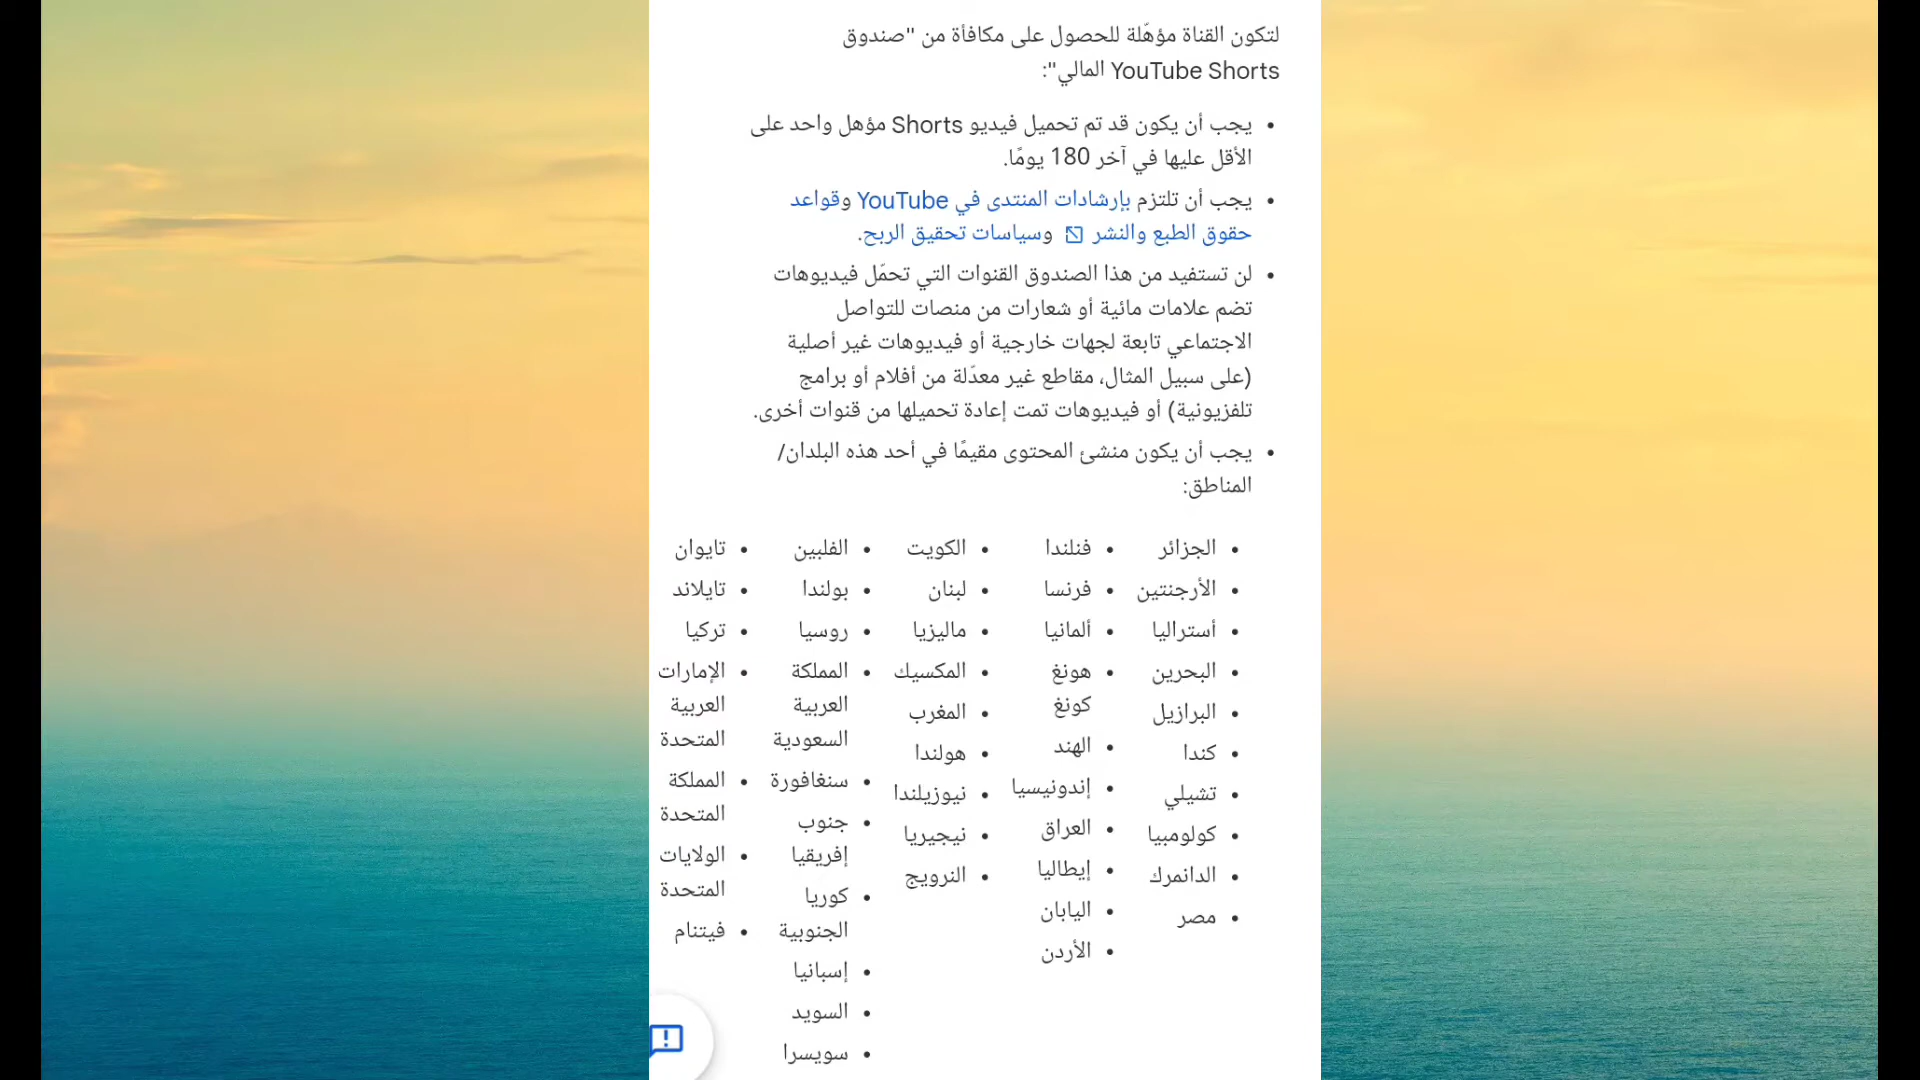 لتكون القناة مؤهّلة للحصول على مكافأة من "صندوق
YouTube Shorts المالي":
• يجب أن يكون قد تم تحميل فيديو Shorts مؤهل واحد على
الأقل عليها في آخر 180 يومًا.
• يجب أن تلتزم بإرشادات المنتدى في YouTube وقواعد
حقوق الطبع والنشر وسياسات تحقيق الربح.
• لن تستفيد من هذا الصندوق القنوات التي تحمّل فيديوهات
تضم علامات مائية أو شعارات من منصات للتواصل
الاجتماعي تابعة لجهات خارجية أو فيديوهات غير أصلية
(على سبيل المثال، مقاطع غير معدّلة من أفلام أو برامج
تلفزيونية) أو فيديوهات تمت إعادة تحميلها من قنوات أخرى.
• يجب أن يكون منشئ المحتوى مقيمًا في أحد هذه البلدان/
المناطق:
• الجزائر
• الأرجنتين
• أستراليا
• البحرين
• البرازيل
• كندا
• تشيلي
• كولومبيا
• الدانمرك
• مصر
• فنلندا
• فرنسا
• ألمانيا
• هونغ
كونغ
• الهند
• إندونيسيا
• العراق
• إيطاليا
• اليابان
• الأردن
• الكويت
• لبنان
• ماليزيا
• المكسيك
• المغرب
• هولندا
• نيوزيلندا
• نيجيريا
• النرويج
• الفلبين
• بولندا
• روسيا
• المملكة
العربية
السعودية
• سنغافورة
• جنوب
إفريقيا
• كوريا
الجنوبية
• إسبانيا
• السويد
• سويسرا
• تايوان
• تايلاند
• تركيا
• الإمارات
العربية
المتحدة
• المملكة
المتحدة
• الولايات
المتحدة
• فيتنام